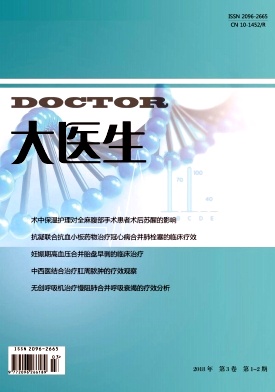 ISSN 2096-2665
CN 10-1452/R
DOCTOR
大医生
术中保温护理对全麻腹部手术患者术后苏醒的影响
抗凝联合抗血小板药物治疗冠心病合并肺栓塞的临床疗效
妊娠期高血压合并胎盘早剥的临床治疗
中西医结合治疗肛周脓肿的疗效观察
无创呼吸机治疗慢阻肺合并呼吸衰竭的疗效分析
ISSN 2096-2665
03
9 772096 266189
2018 年 第 3 卷 第 1-2 期